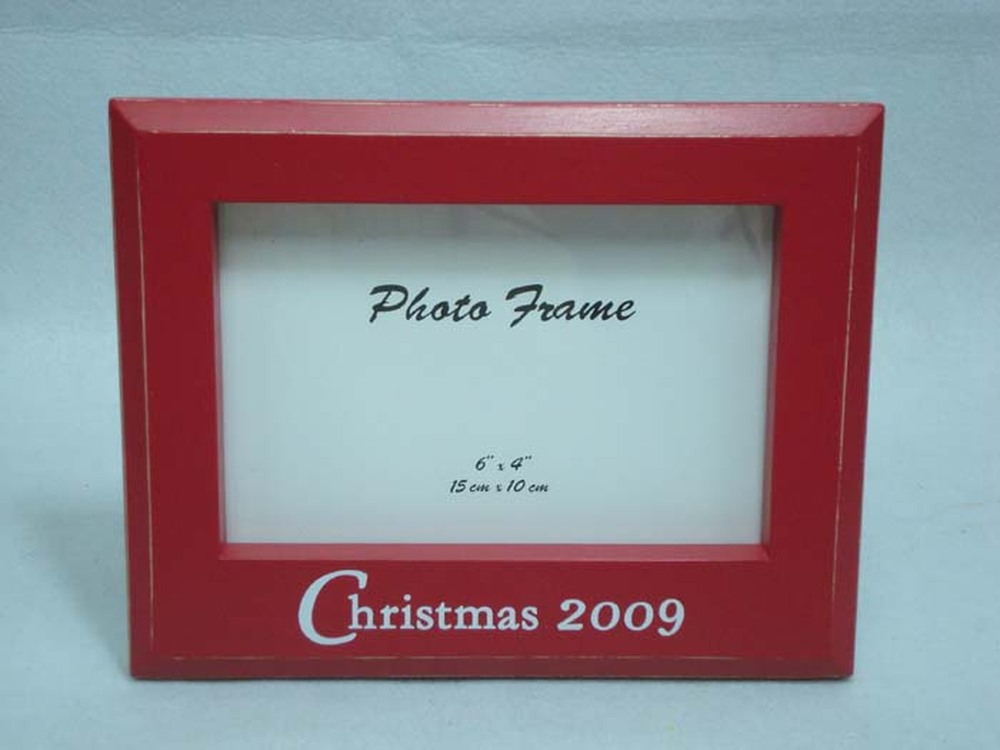 Photo Frame
6" x 4"
15 cm x 10 cm
Christmas 2009